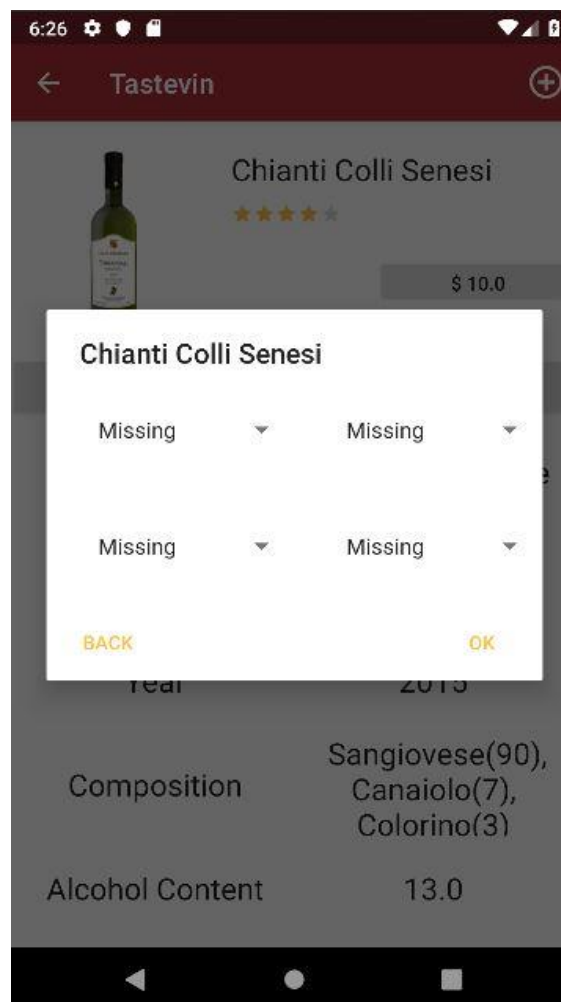 6:26
Tastevin
Chianti Colli Senesi
$ 10.0
Chianti Colli Senesi
Missing Missing
Missing Missing
BACK OK
Year 2015
Composition Sangiovese(90),
Canaiolo(7),
Colorino(3)
Alcohol Content 13.0